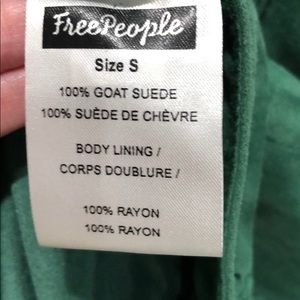 FreePeople
Size S
100% GOAT SUEDE
100% SUÈDE DE CHÈVRE
BODY LINING /
CORPS DOUBLURE /
100% RAYON
100% RAYON